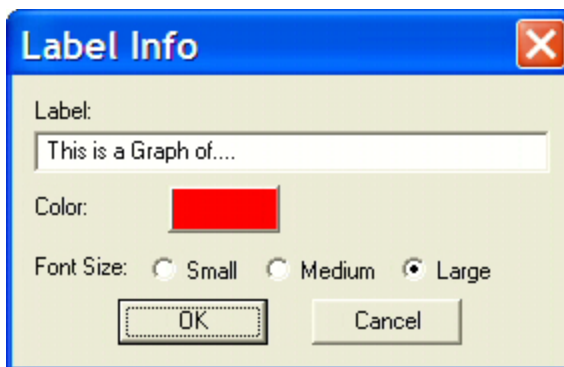 Label Info
Label:
This is a Graph of....
Color:
Font Size: Small Medium Large
OK Cancel